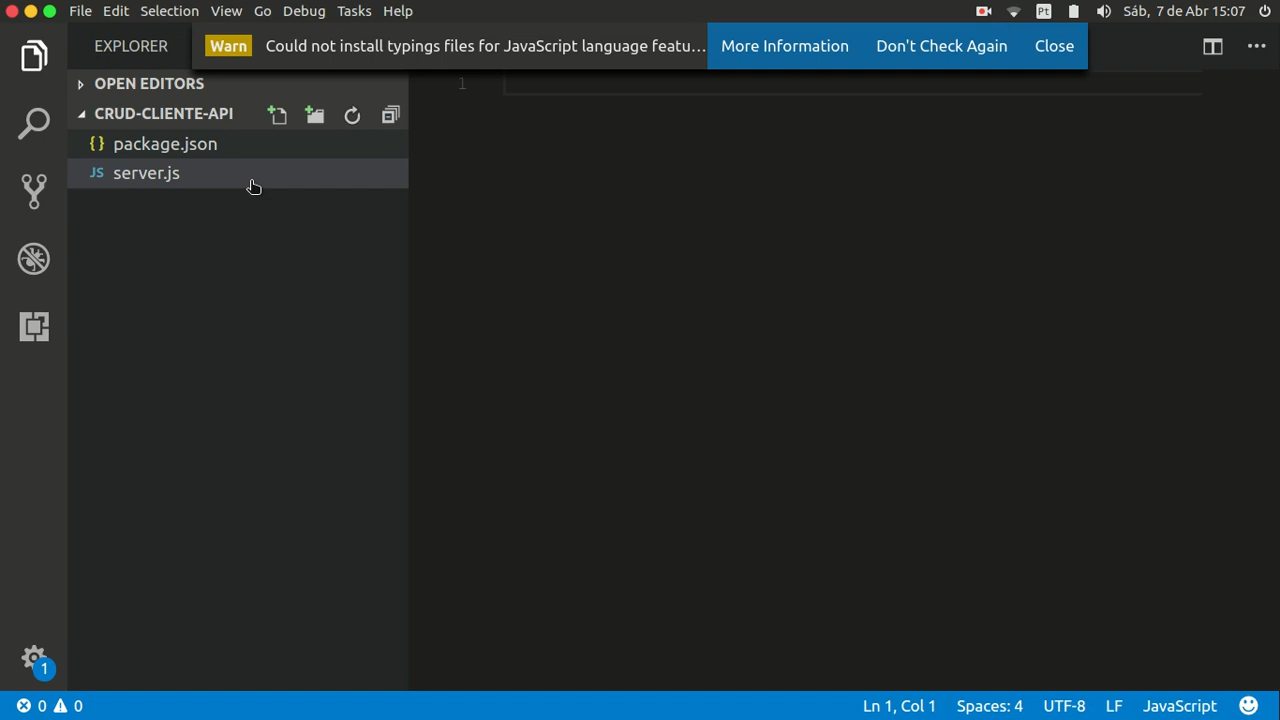 File Edit Selection View Go Debug Tasks Help
Pt Sáb, 7 de Abr 15:07
EXPLORER
Warn Could not install typings files for JavaScript language featu… More Information Don't Check Again Close
OPEN EDITORS
1
CRUD-CLIENTE-API
{} package.json
JS server.js
1
0 0 Ln 1, Col 1 Spaces: 4 UTF-8 LF JavaScript